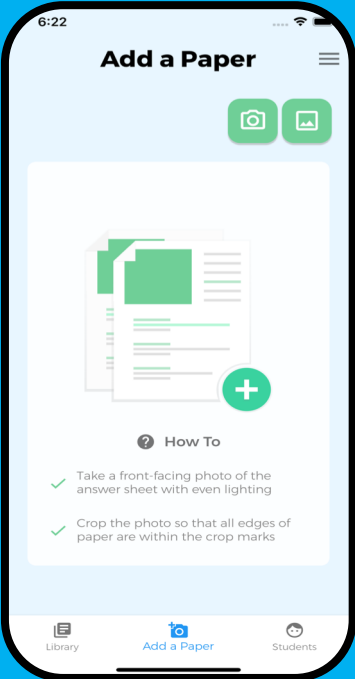 6:22
Add a Paper
How To
Take a front-facing photo of the
answer sheet with even lighting
Crop the photo so that all edges of
paper are within the crop marks
Library
Add a Paper
Students